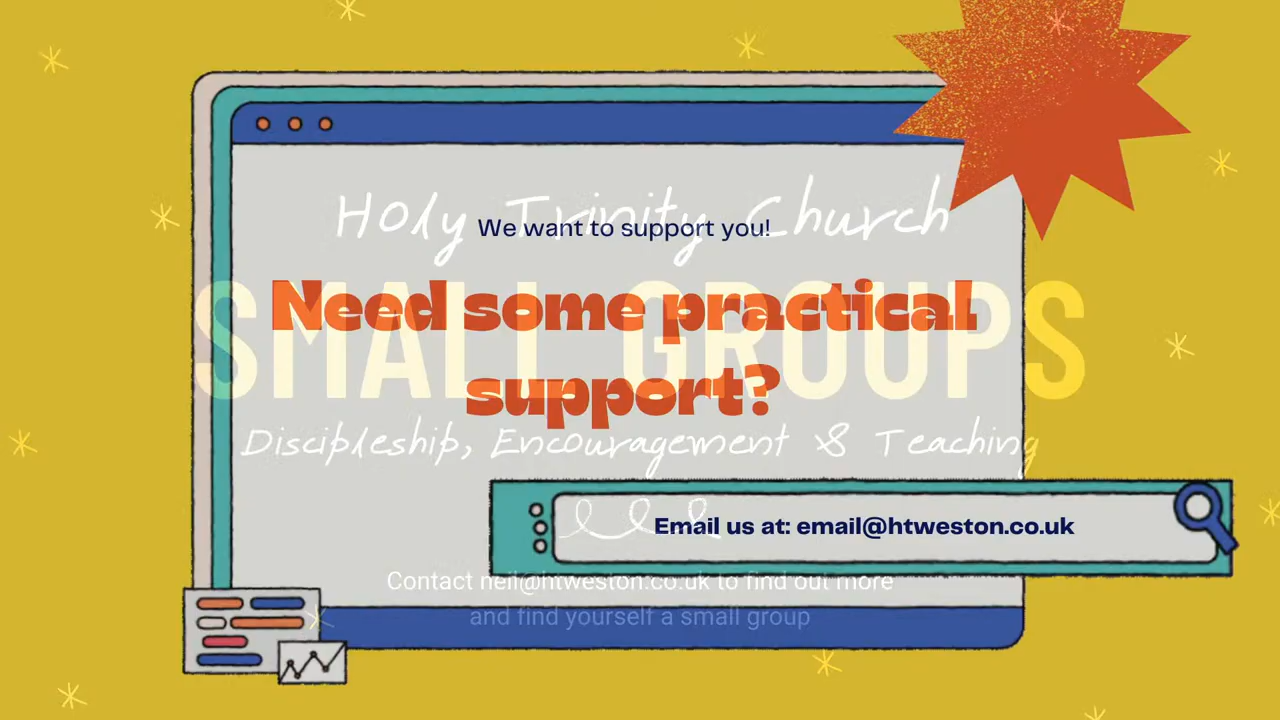 Holy Trinity Church
We want to support you!
SMALL GROUPS
Need some practical
support?
Discipleship, Encouragement & Teaching
Email us at: email@htweston.co.uk
Contact neil@htweston.co.uk to find out more
and find yourself a small group